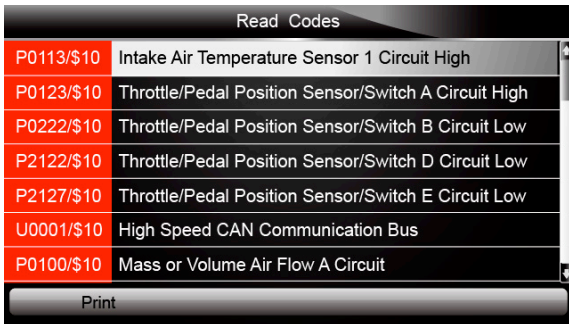 Read Codes
P0113/$10 Intake Air Temperature Sensor 1 Circuit High
P0123/$10 Throttle/Pedal Position Sensor/Switch A Circuit High
P0222/$10 Throttle/Pedal Position Sensor/Switch B Circuit Low
P2122/$10 Throttle/Pedal Position Sensor/Switch D Circuit Low
P2127/$10 Throttle/Pedal Position Sensor/Switch E Circuit Low
U0001/$10 High Speed CAN Communication Bus
P0100/$10 Mass or Volume Air Flow A Circuit
Print